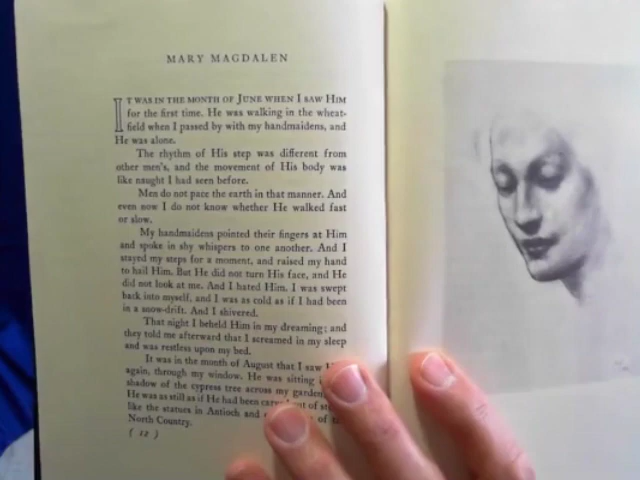 MARY MAGDALEN
IT WAS IN THE MONTH OF JUNE WHEN I SAW HIM
for the first time. He was walking in the wheat-
field when I passed by with my handmaidens, and
He was alone.
The rhythm of His step was different from
other men's, and the movement of His body was
like naught I had seen before.
Men do not pace the earth in that manner. And
even now I do not know whether He walked fast
or slow.
My handmaidens pointed their fingers at Him
and spoke in shy whispers to one another. And I
stayed my steps for a moment, and raised my hand
to hail Him. But He did not turn His face, and He
did not look at me. And I hated Him. I was swept
back into myself, and I was as cold as if I had been
in a snow-drift. And I shivered.
That night I beheld Him in my dreaming; and
they told me afterward that I screamed in my sleep
and was restless upon my bed.
It was in the month of August that I saw
again, through my window. He was sitting
shadow of the cypress tree across my garden,
He was as still as if He had been of
like the statues in Antioch and of
North Country.
( 12 )